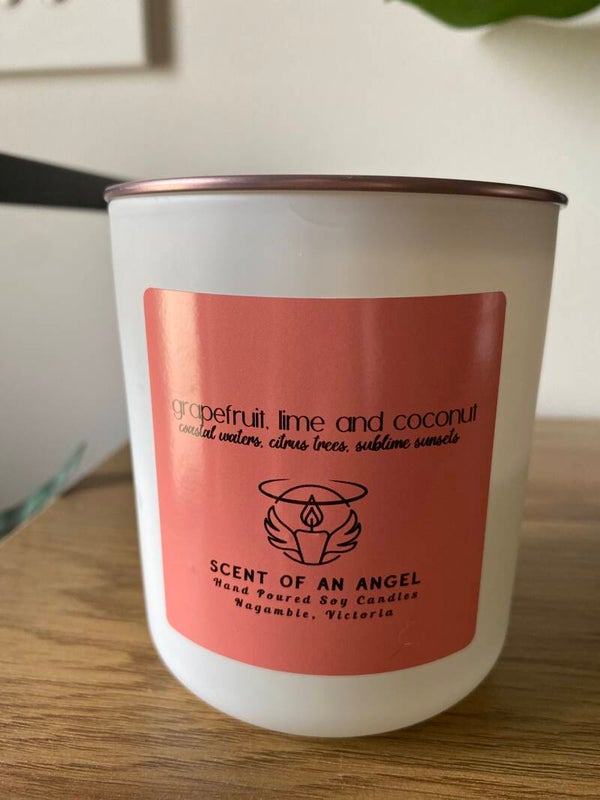 grapefruit, lime and coconut
coastal waters, citrus trees, sublime sunsets
SCENT OF AN ANGEL
Hand Poured Soy Candles
Nagambie, Victoria